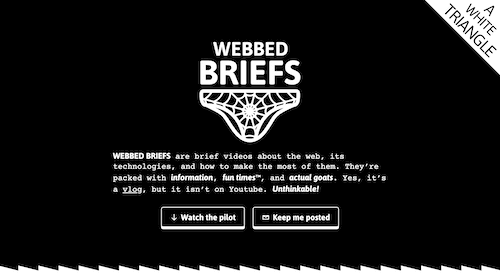 A WHITE TRIANGLE
WEBBED
BRIEFS
WEBBED BRIEFS are brief videos about the web, its
technologies, and how to make the most of them. They're
packed with information, fun times™, and actual goats. Yes, it's
a vlog, but it isn't on Youtube. Unthinkable!
Watch the pilot
Keep me posted